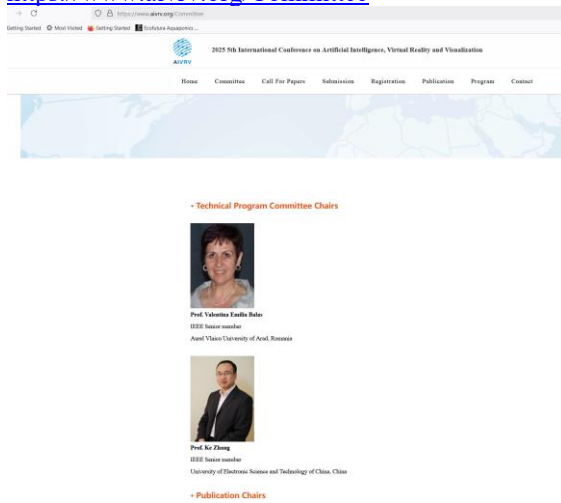 https://www.aivrv.org/Committee
https://www.aivrv.org/Committee
Getting Started Most Visited Getting Started Ecofutura-Aquaponics ...
AIVRV
2025 5th International Conference on Artificial Intelligence, Virtual Reality and Visualization
Home Committee Call For Papers Submission Registration Publication Program Contact
• Technical Program Committee Chairs
Prof. Valentina Emilia Balas
IEEE Senior member
Aurel Vlaicu University of Arad, Romania
Prof. Ke Zhang
IEEE Senior member
University of Electronic Science and Technology of China, China
• Publication Chairs